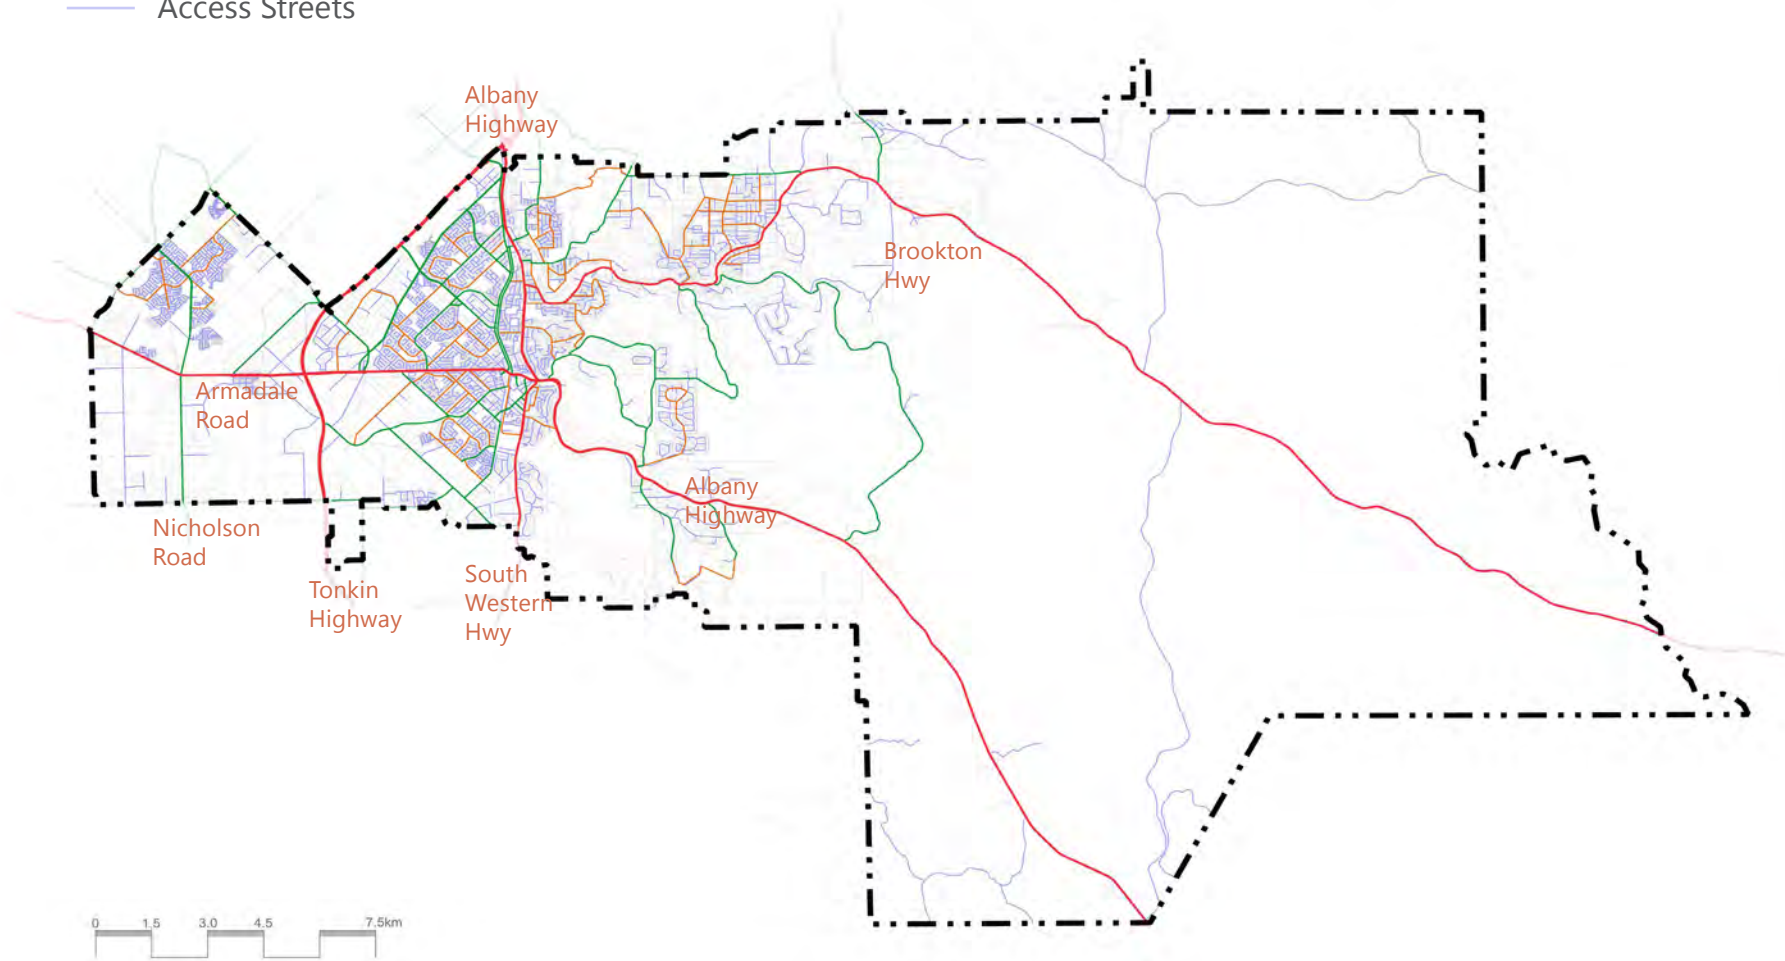 Access Streets
Albany
Highway
Brookton
Hwy
Armadale
Road
Albany
Highway
Nicholson
Road
South
Western
Hwy
Tonkin
Highway
0 1.5 3.0 4.5 7.5km